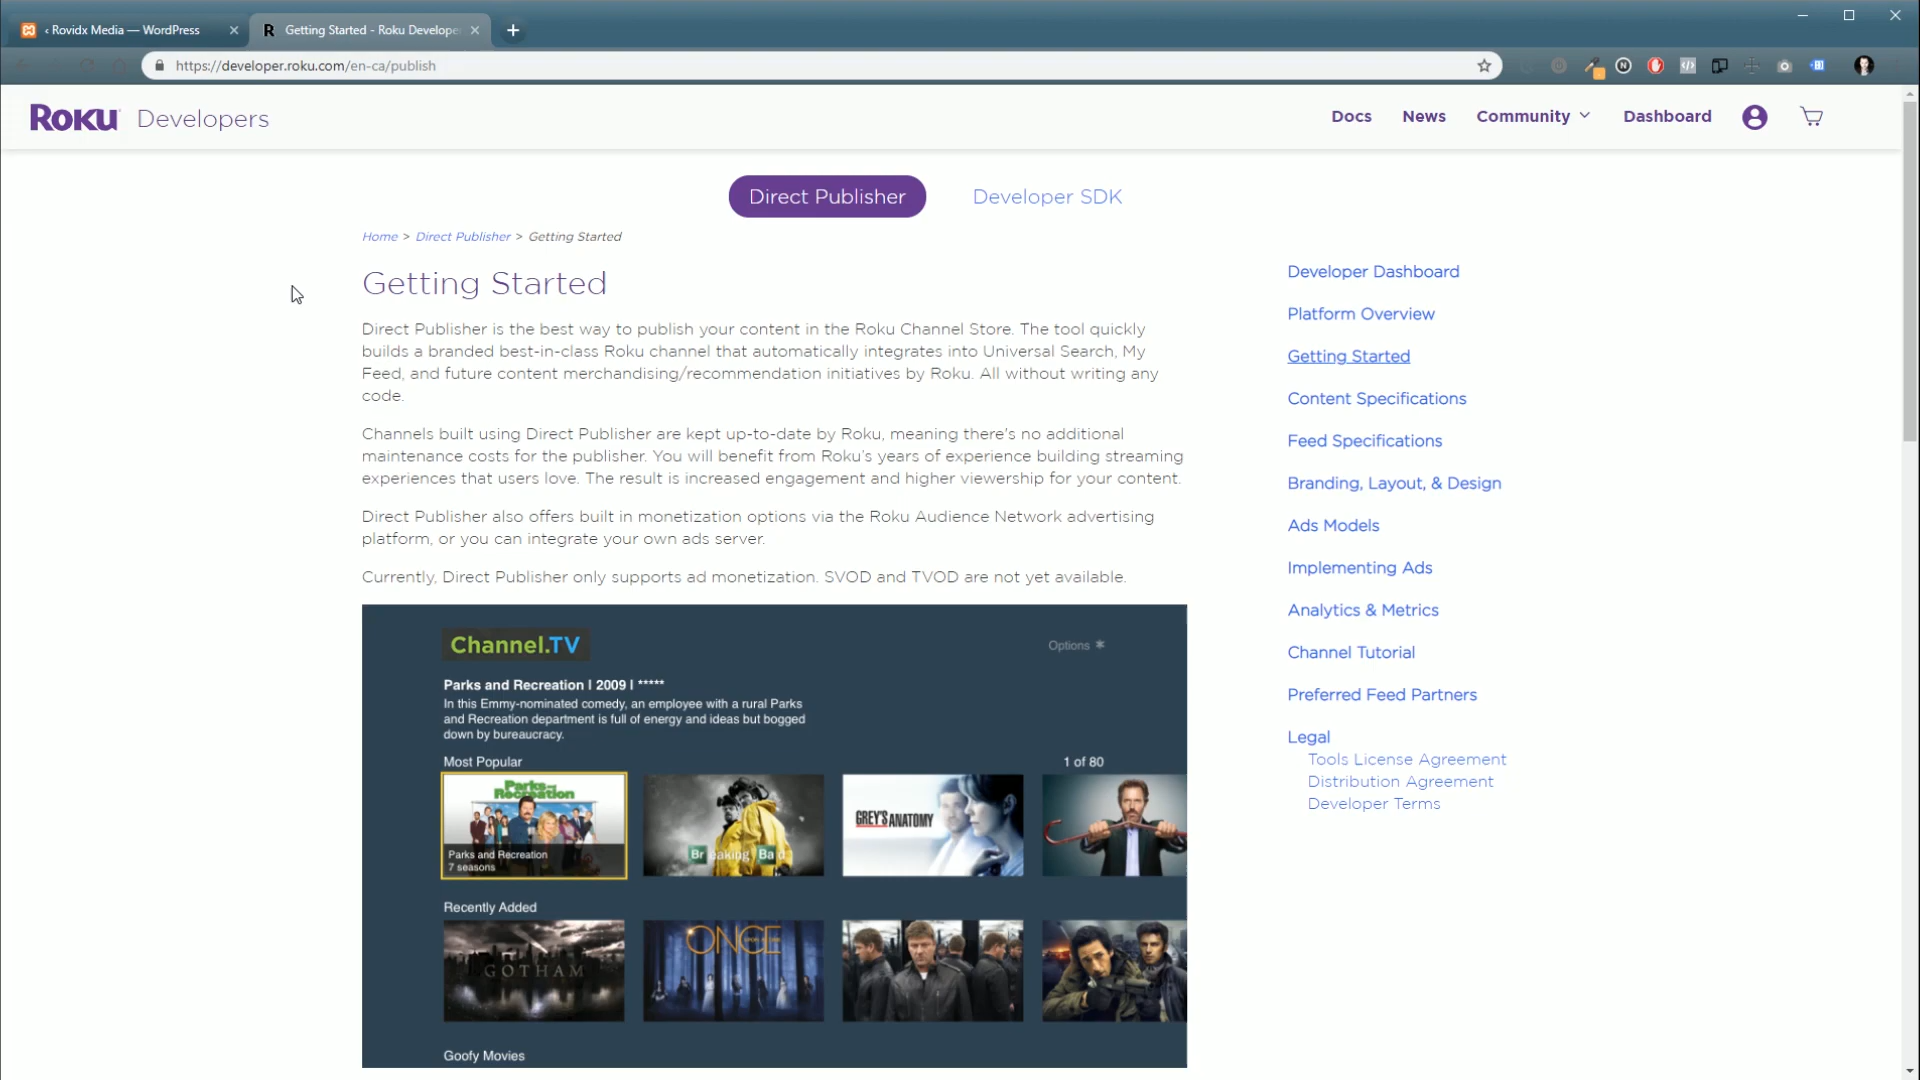 ‹ Rovidx Media — WordPress
Getting Started - Roku Develope
https://developer.roku.com/en-ca/publish
Roku Developers
Docs
News
Community
Dashboard
Direct Publisher
Developer SDK
Home > Direct Publisher > Getting Started
Getting Started
Direct Publisher is the best way to publish your content in the Roku Channel Store. The tool quickly
builds a branded best-in-class Roku channel that automatically integrates into Universal Search, My
Feed, and future content merchandising/recommendation initiatives by Roku. All without writing any
code.
Channels built using Direct Publisher are kept up-to-date by Roku, meaning there's no additional
maintenance costs for the publisher. You will benefit from Roku's years of experience building streaming
experiences that users love. The result is increased engagement and higher viewership for your content.
Direct Publisher also offers built in monetization options via the Roku Audience Network advertising
platform, or you can integrate your own ads server.
Currently, Direct Publisher only supports ad monetization. SVOD and TVOD are not yet available.
Channel.TV
Options *
Parks and Recreation | 2009 | *****
In this Emmy-nominated comedy, an employee with a rural Parks
and Recreation department is full of energy and ideas but bogged
down by bureaucracy.
Most Popular
1 of 80
Parks and Recreation
Parks and Recreation
7 seasons
Breaking Bad
GREY'S ANATOMY
Recently Added
GOTHAM
ONCE
Goofy Movies
Developer Dashboard
Platform Overview
Getting Started
Content Specifications
Feed Specifications
Branding, Layout, & Design
Ads Models
Implementing Ads
Analytics & Metrics
Channel Tutorial
Preferred Feed Partners
Legal
Tools License Agreement
Distribution Agreement
Developer Terms